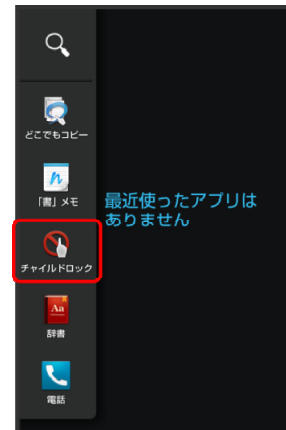 どこでもコピー
「書」メモ
最近使ったアプリは
ありません
チャイルドロック
Aa
辞書
電話